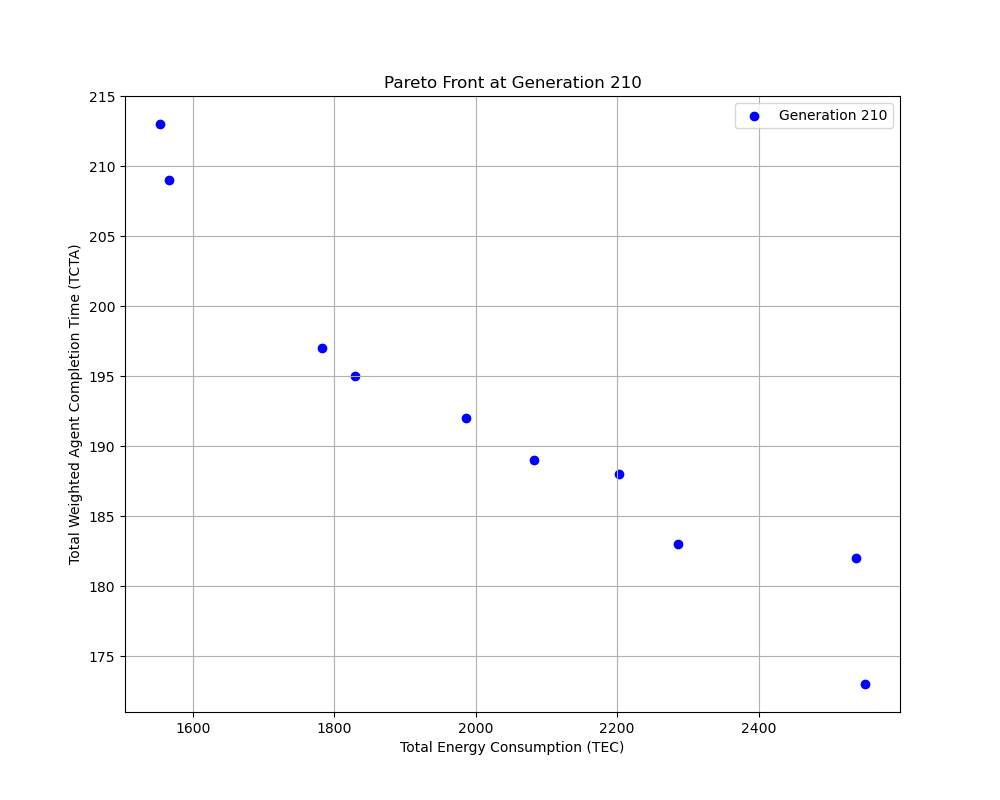 Pareto Front at Generation 210
Generation 210
Total Weighted Agent Completion Time (TCTA)
215
210
205
200
195
190
185
180
175
1600 1800 2000 2200 2400
Total Energy Consumption (TEC)